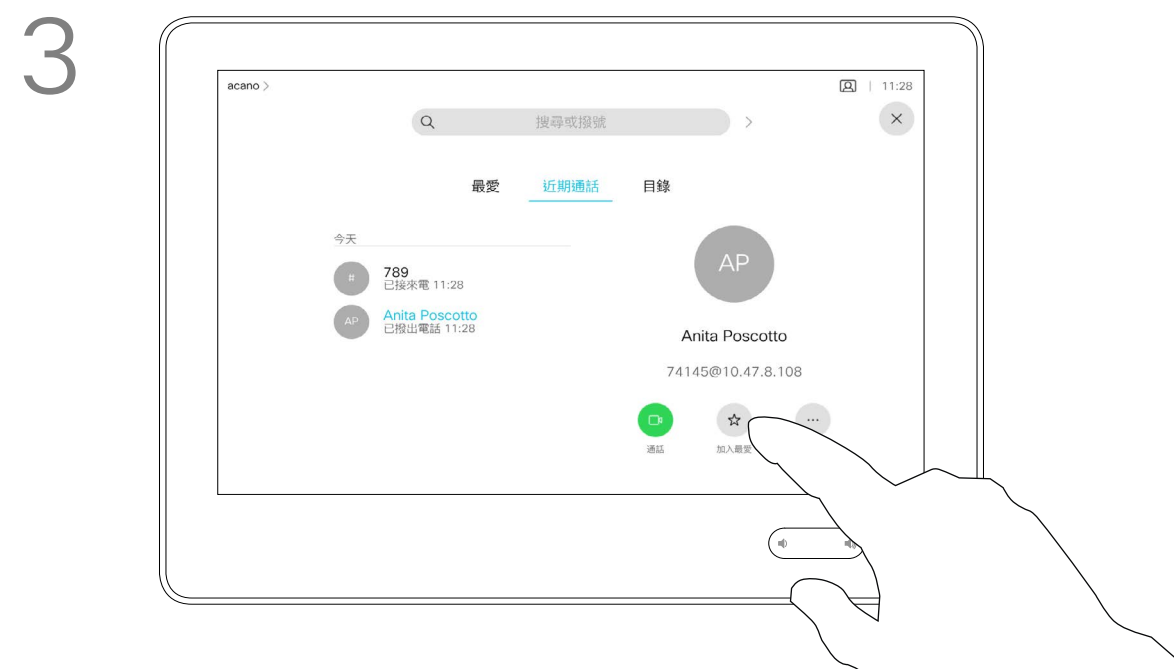 3
acano >
11:28
搜尋或撥號
最愛 近期通話 目錄
今天
#
789
已接來電 11:28
AP
Anita Poscotto
已撥出電話 11:28
AP
Anita Poscotto
74145@10.47.8.108
通話 加入最愛